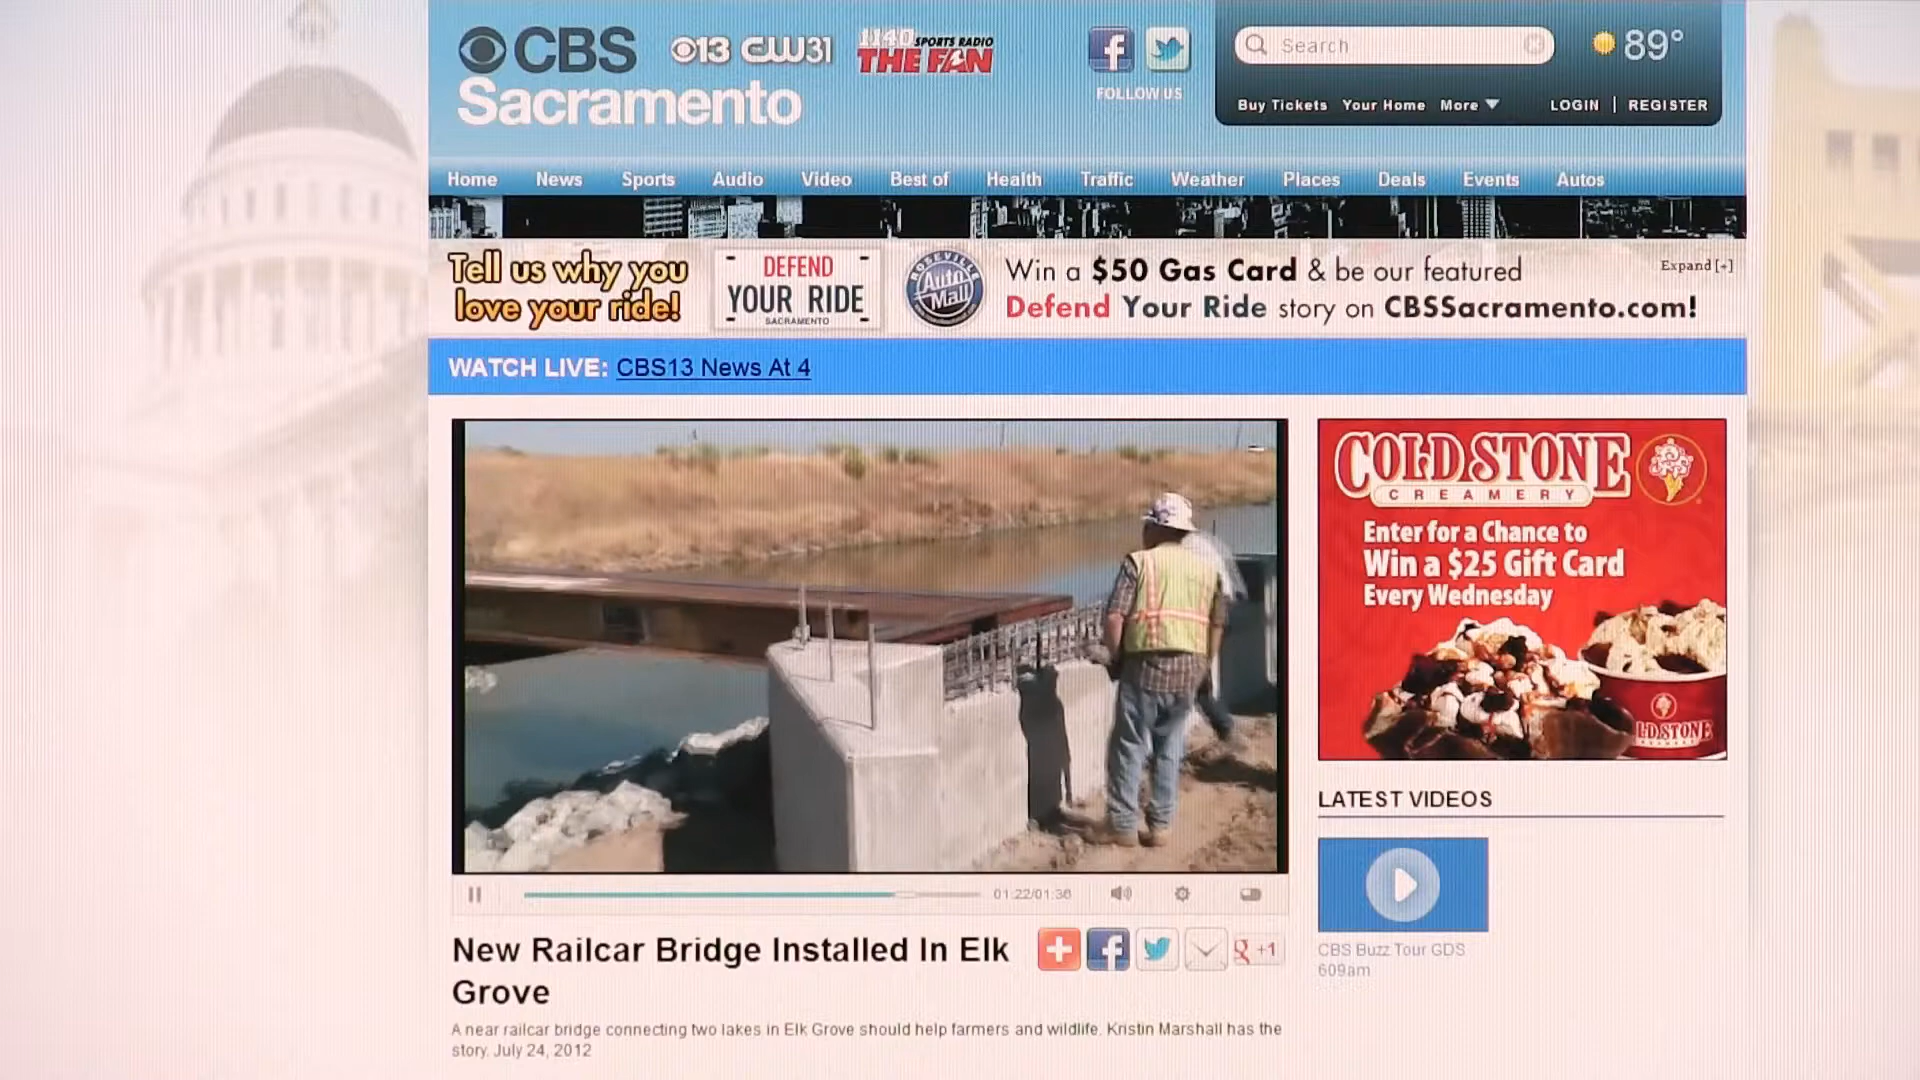 CBS
Sacramento
13 CW31
1140 SPORTS RADIO
THE FAN
FOLLOW US
Search
89°
Buy Tickets Your Home More
LOGIN | REGISTER
Home News Sports Audio Video Best of Health Traffic Weather Places Deals Events Autos
Tell us why you
love your ride!
DEFEND
YOUR RIDE
SACRAMENTO
ROSEVILLE
Auto
Mall
Win a $50 Gas Card & be our featured
Defend Your Ride story on CBSSacramento.com!
Expand [+]
WATCH LIVE: CBS13 News At 4
COLD STONE
CREAMERY
Enter for a Chance to
Win a $25 Gift Card
Every Wednesday
LATEST VIDEOS
CBS Buzz Tour GDS
609am
01:22/01:36
New Railcar Bridge Installed In Elk
Grove
+1
A near railcar bridge connecting two lakes in Elk Grove should help farmers and wildlife. Kristin Marshall has the
story. July 24, 2012